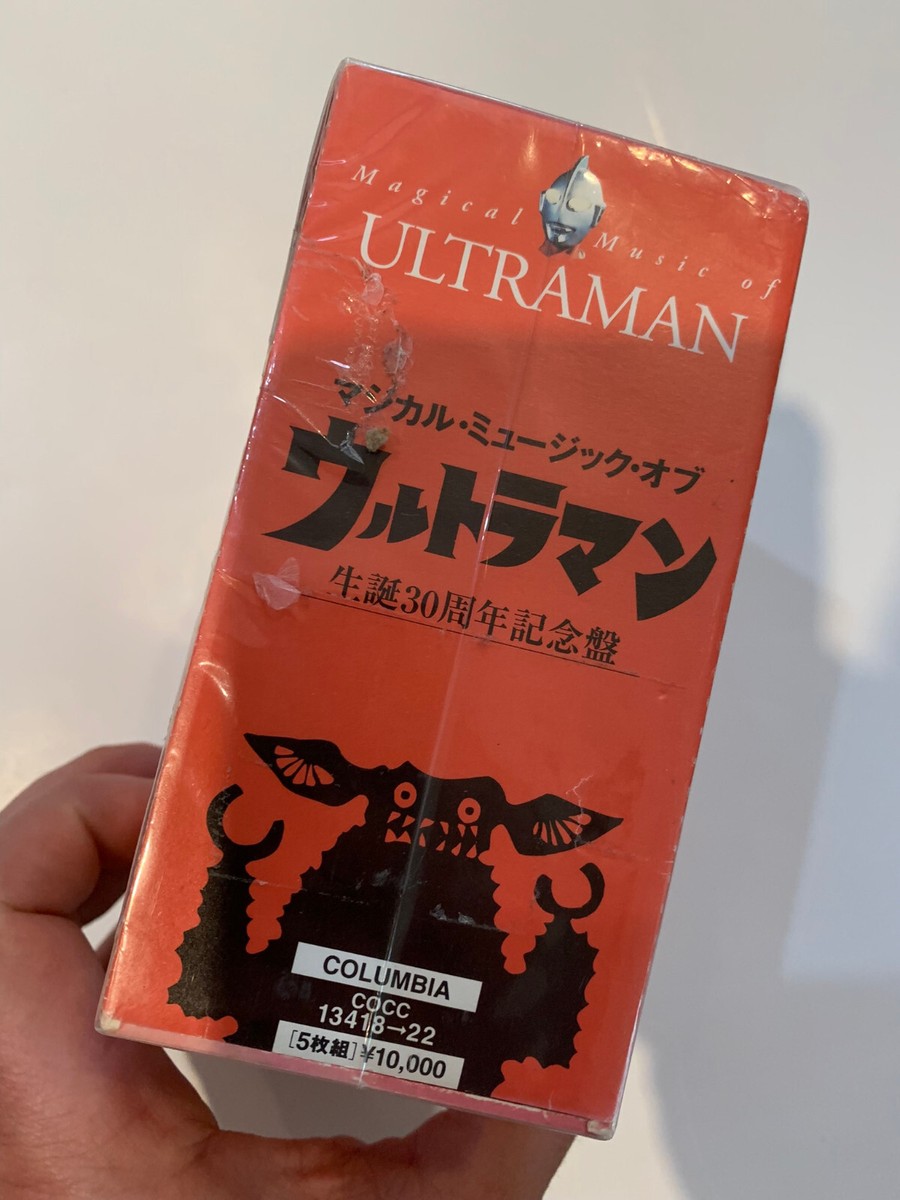 Magical Music of
ULTRAMAN
マジカル・ミュージック・オブ
ウルトラマン
生誕30周年記念盤
COLUMBIA
COCC
13418→22
[5枚組]¥10,000